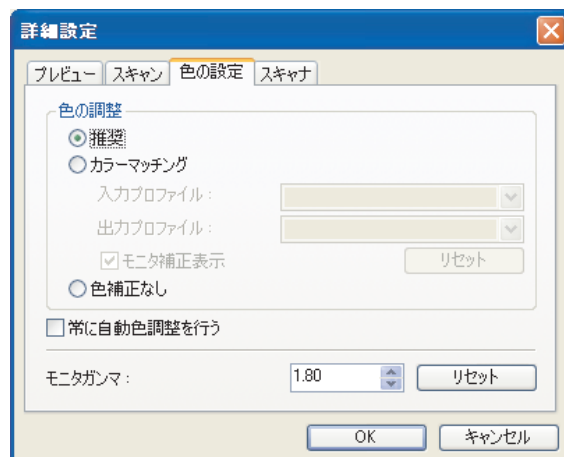 詳細設定
プレビュー スキャン 色の設定 スキャナ
色の調整
推奨
カラーマッチング
入力プロファイル :
出力プロファイル :
モニタ補正表示 リセット
色補正なし
常に自動色調整を行う
モニタガンマ : 1.80 リセット
OK キャンセル